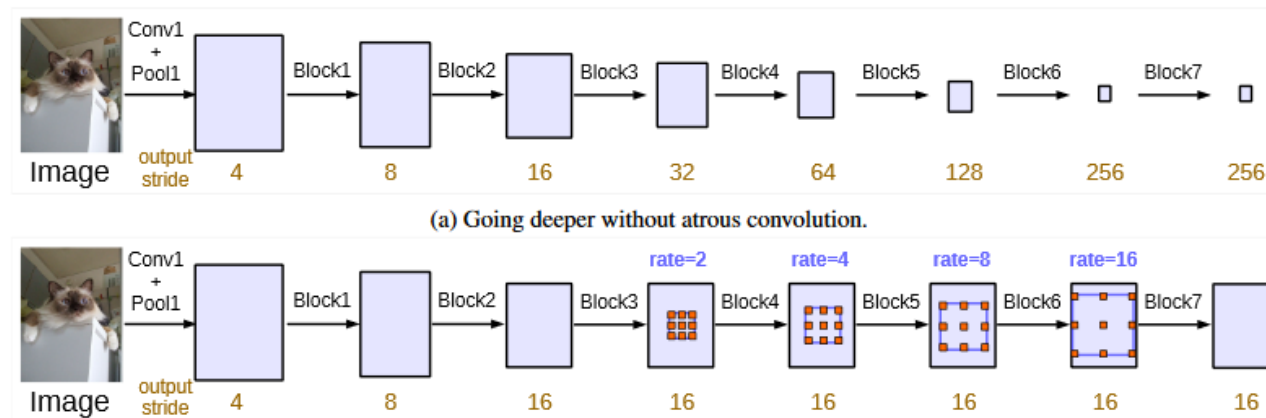 Conv1
+
Pool1
Block1
Block2
Block3
Block4
Block5
Block6
Block7
Image
output
stride
4
8
16
32
64
128
256
256
(a) Going deeper without atrous convolution.
Conv1
+
Pool1
Block1
Block2
Block3
rate=2
Block4
rate=4
Block5
rate=8
Block6
rate=16
Block7
Image
output
stride
4
8
16
16
16
16
16
16